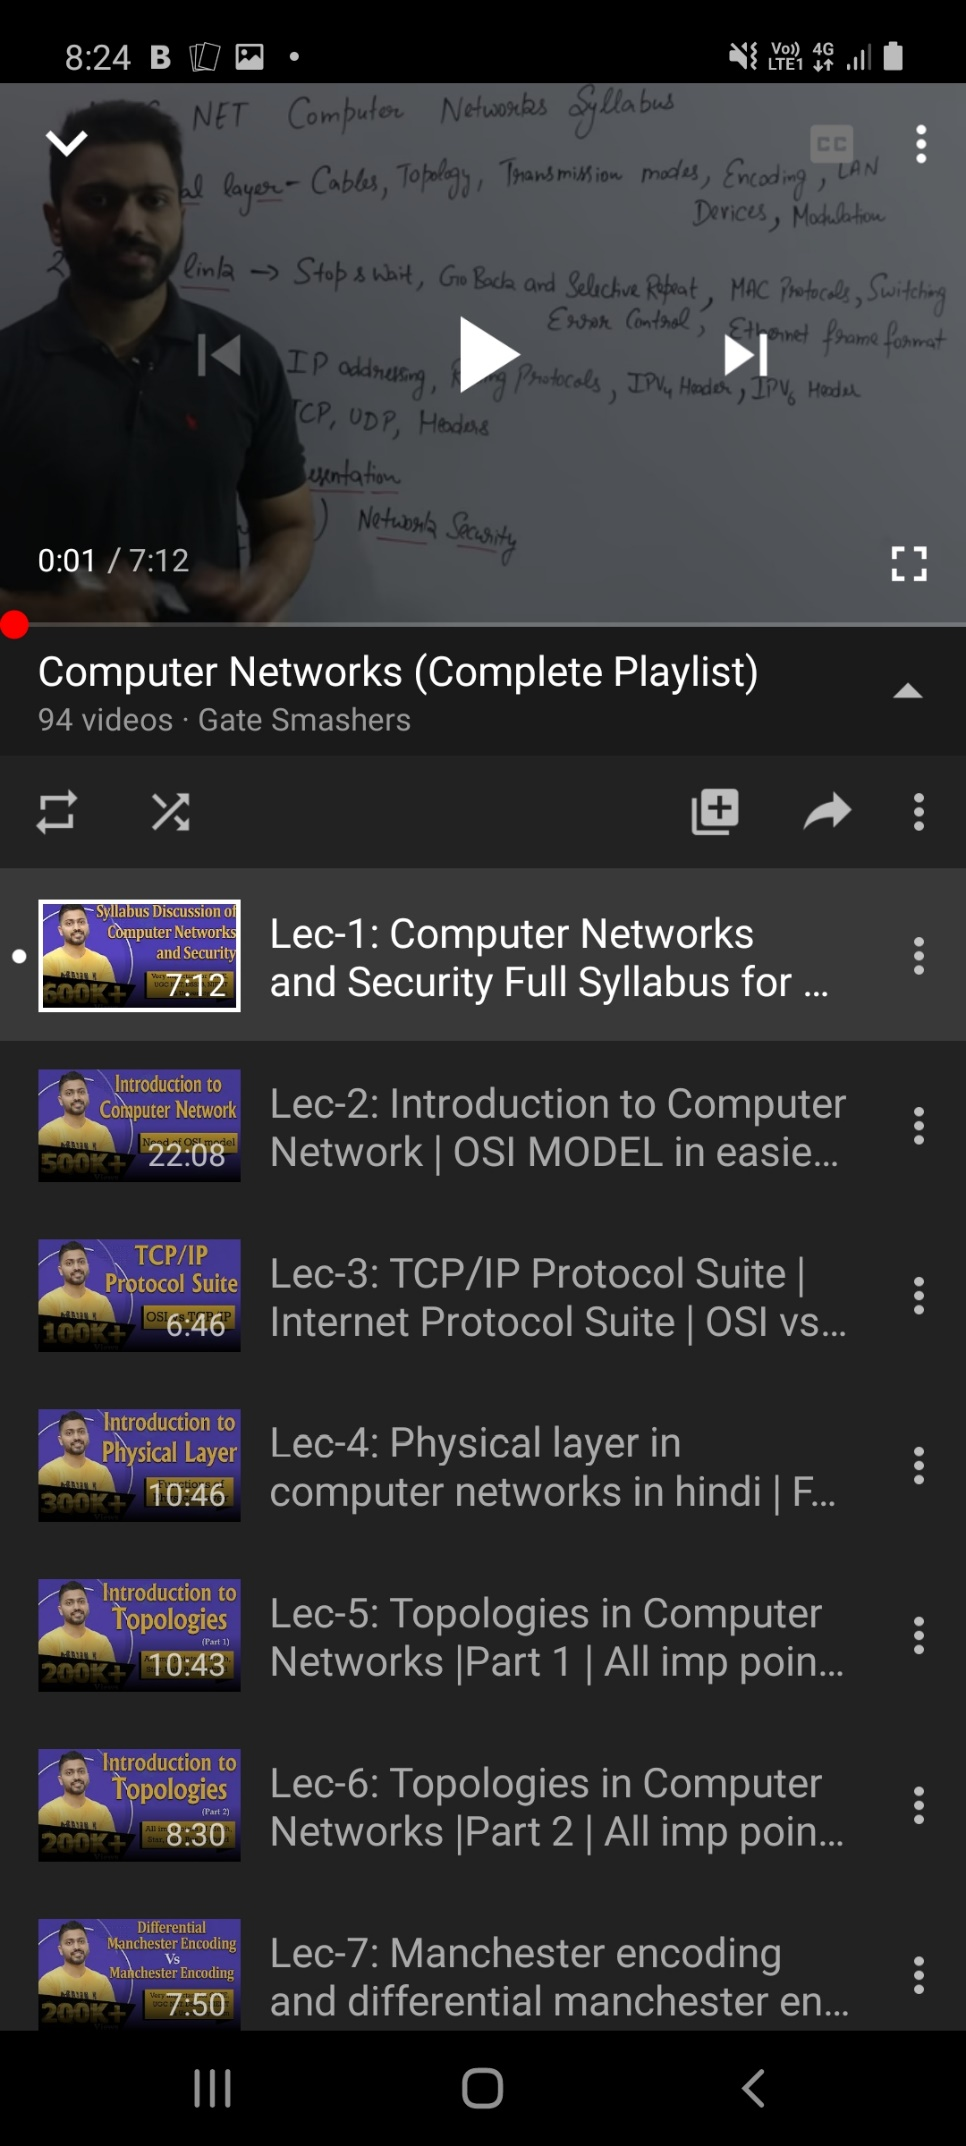 8:24 B
Vo)) LTE1 4G
NET Computer Networks Syllabus
CC
al layer - Cables, Topology, Transmission modes, Encoding, LAN
Devices, Modulation
2 link → Stop & Wait, Go Back and Selective Repeat, MAC Protocols, Switching
Error Control, Ethernet frame format
IP addressing, Protocols, IPV4 Header, IPV6 Header
TCP, UDP, Headers
esentation
) Network Security
0:01 / 7:12
Computer Networks (Complete Playlist)
94 videos · Gate Smashers
Syllabus Discussion of
Computer Networks
and Security
600K+
7:12
Lec-1: Computer Networks
and Security Full Syllabus for ...
Introduction to
Computer Network
Need of OSI model
500K+
22:08
Lec-2: Introduction to Computer
Network | OSI MODEL in easie...
TCP/IP
Protocol Suite
100K+
6:46
Lec-3: TCP/IP Protocol Suite |
Internet Protocol Suite | OSI vs...
Introduction to
Physical Layer
300K+
10:46
Lec-4: Physical layer in
computer networks in hindi | F...
Introduction to
Topologies
(Part 1)
200K+
10:43
Lec-5: Topologies in Computer
Networks |Part 1 | All imp poin...
Introduction to
Topologies
(Part 2)
200K+
8:30
Lec-6: Topologies in Computer
Networks |Part 2 | All imp poin...
Differential
Manchester Encoding
Vs
Manchester Encoding
200K+
7:50
Lec-7: Manchester encoding
and differential manchester en...